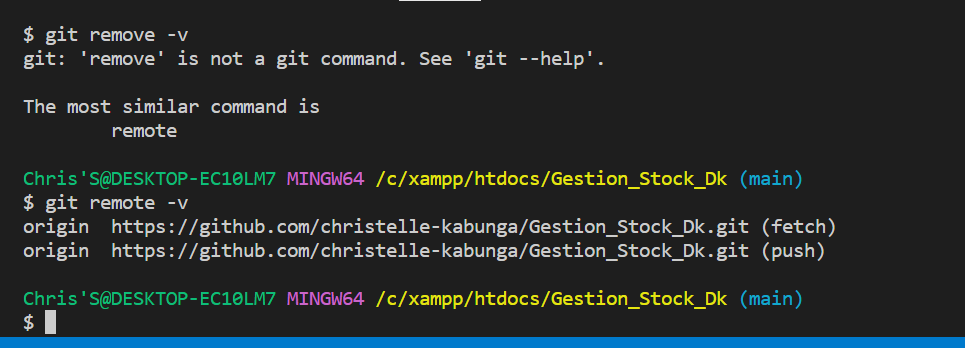 $ git remove -v
git: 'remove' is not a git command. See 'git --help'.
The most similar command is
remote
Chris'S@DESKTOP-EC10LM7 MINGW64 /c/xampp/htdocs/Gestion_Stock_Dk (main)
$ git remote -v
origin  https://github.com/christelle-kabunga/Gestion_Stock_Dk.git (fetch)
origin  https://github.com/christelle-kabunga/Gestion_Stock_Dk.git (push)
Chris'S@DESKTOP-EC10LM7 MINGW64 /c/xampp/htdocs/Gestion_Stock_Dk (main)
$